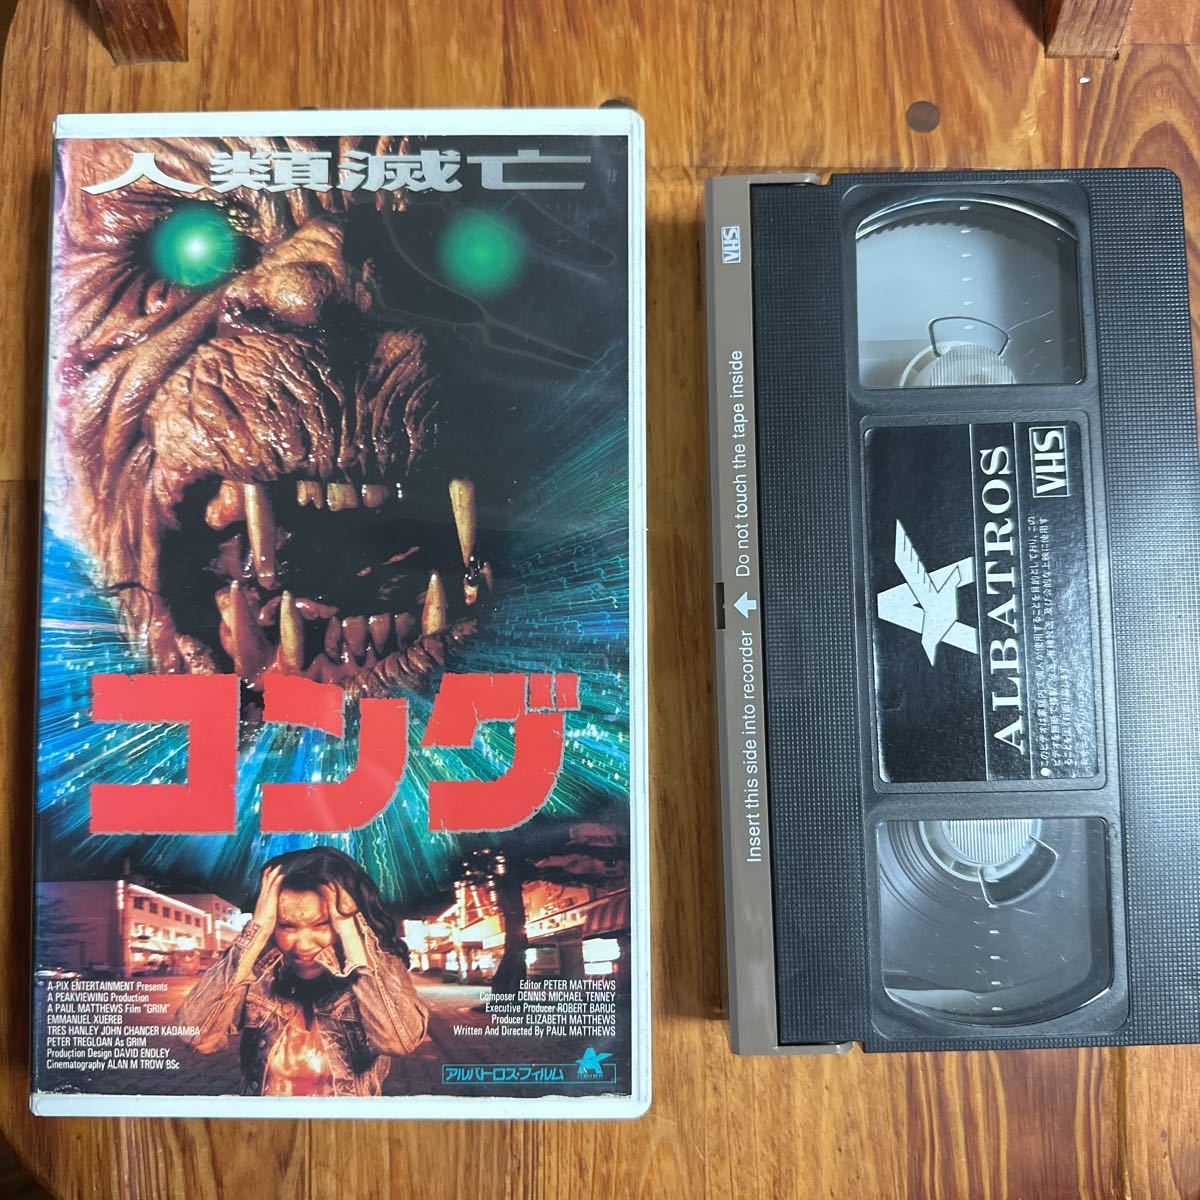 人類滅亡
コング
A-PIX ENTERTAINMENT Presents
A PEAKVIEWING Production
A PAUL MATTHEWS Film "GRIM"
EMMANUEL XUEREB
TRES HANLEY JOHN CHANCER KADAMBA
PETER TREGLOAN As GRIM
Production Design DAVID ENDLEY
Cinematography ALAN M TROW BSc
Editor PETER MATTHEWS
Composer DENNIS MICHAEL TENNEY
Executive Producer ROBERT BARUC
Producer ELIZABETH MATTHEWS
Written And Directed By PAUL MATTHEWS
アルバトロス・フィルム
VHS
Insert this side into recorder Do not touch the tape inside
ALBATROS
VHS